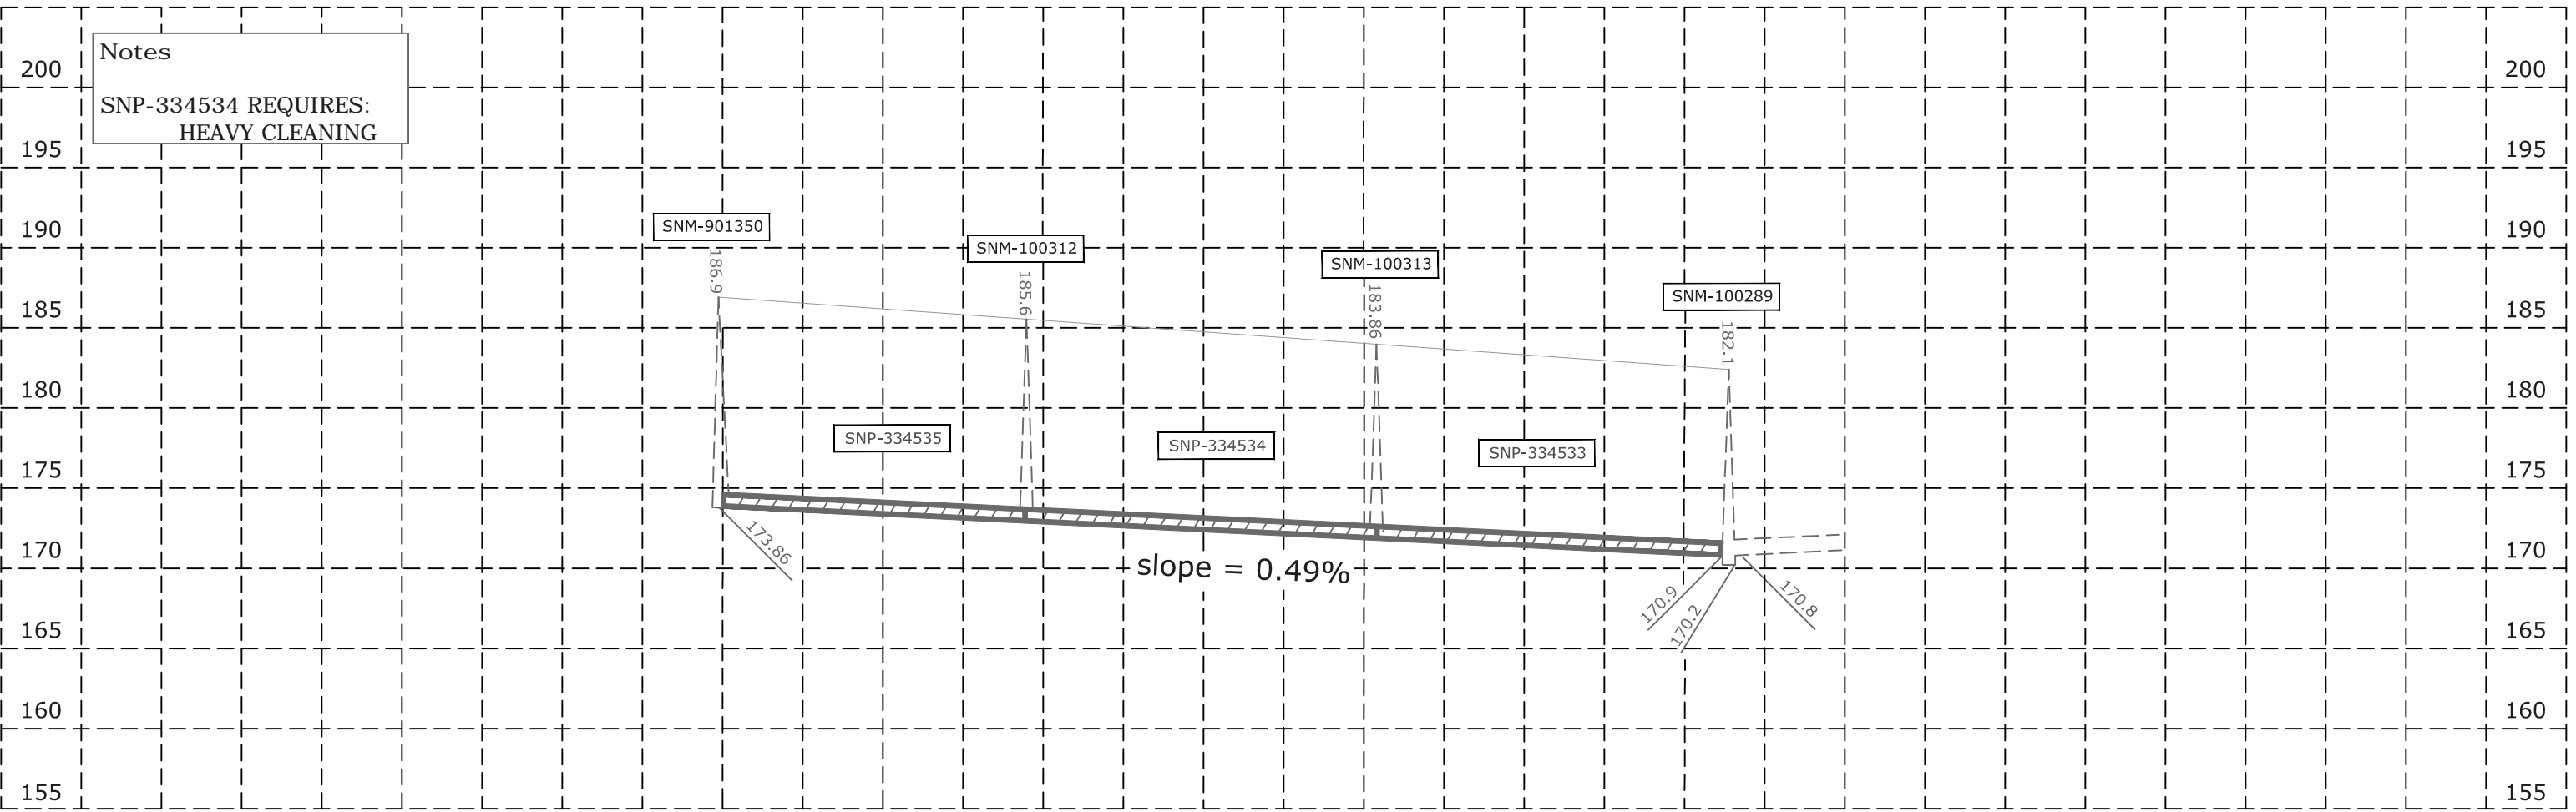 Notes
200
200
SNP-334534 REQUIRES:
HEAVY CLEANING
195
195
190
SNM-901350
190
SNM-100312
SNM-100313
186.9
185.6
183.86
SNM-100289
185
185
182.1
180
180
SNP-334535
SNP-334534
SNP-334533
175
175
173.86
170
170
slope = 0.49%
170.9
170.2
170.8
165
165
160
160
155
155